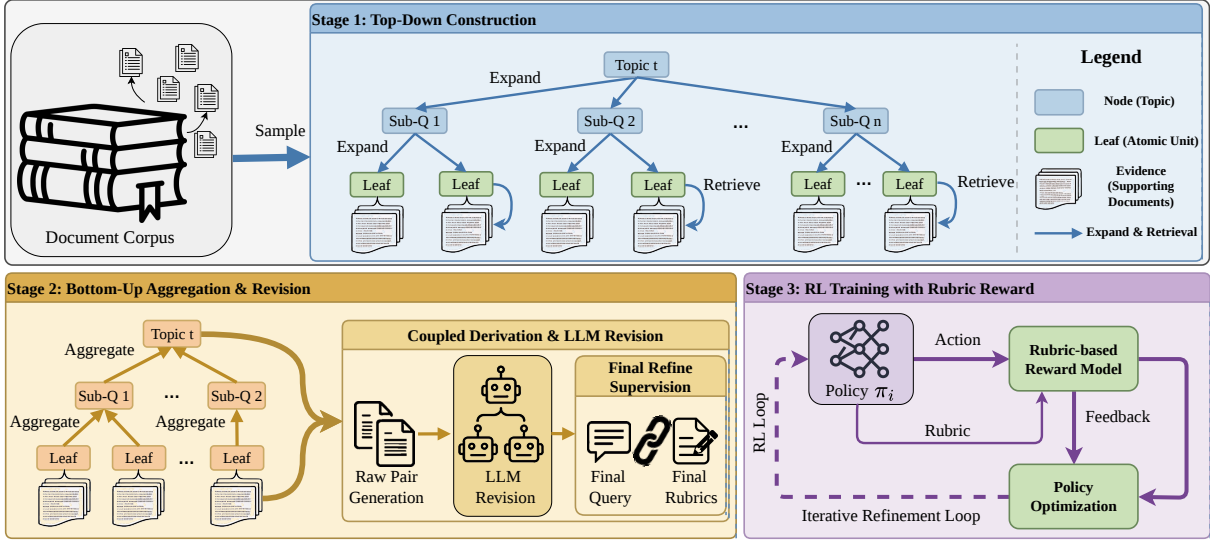 Stage 1: Top-Down Construction
Document Corpus
Sample
Topic t
Expand
Sub-Q 1
Sub-Q 2
...
Sub-Q n
Expand
Expand
Expand
Leaf
Leaf
Leaf
Leaf
Retrieve
Leaf
...
Leaf
Retrieve
Legend
Node (Topic)
Leaf (Atomic Unit)
Evidence
(Supporting
Documents)
Expand & Retrieval
Stage 2: Bottom-Up Aggregation & Revision
Topic t
Aggregate
Sub-Q 1
...
Sub-Q 2
Aggregate
Aggregate
Leaf
Leaf
...
Leaf
Coupled Derivation & LLM Revision
Raw Pair
Generation
LLM
Revision
Final Refine
Supervision
Final
Query
Final
Rubrics
Stage 3: RL Training with Rubric Reward
Policy πi
Action
Rubric-based
Reward Model
Rubric
Feedback
RL Loop
Policy
Optimization
Iterative Refinement Loop